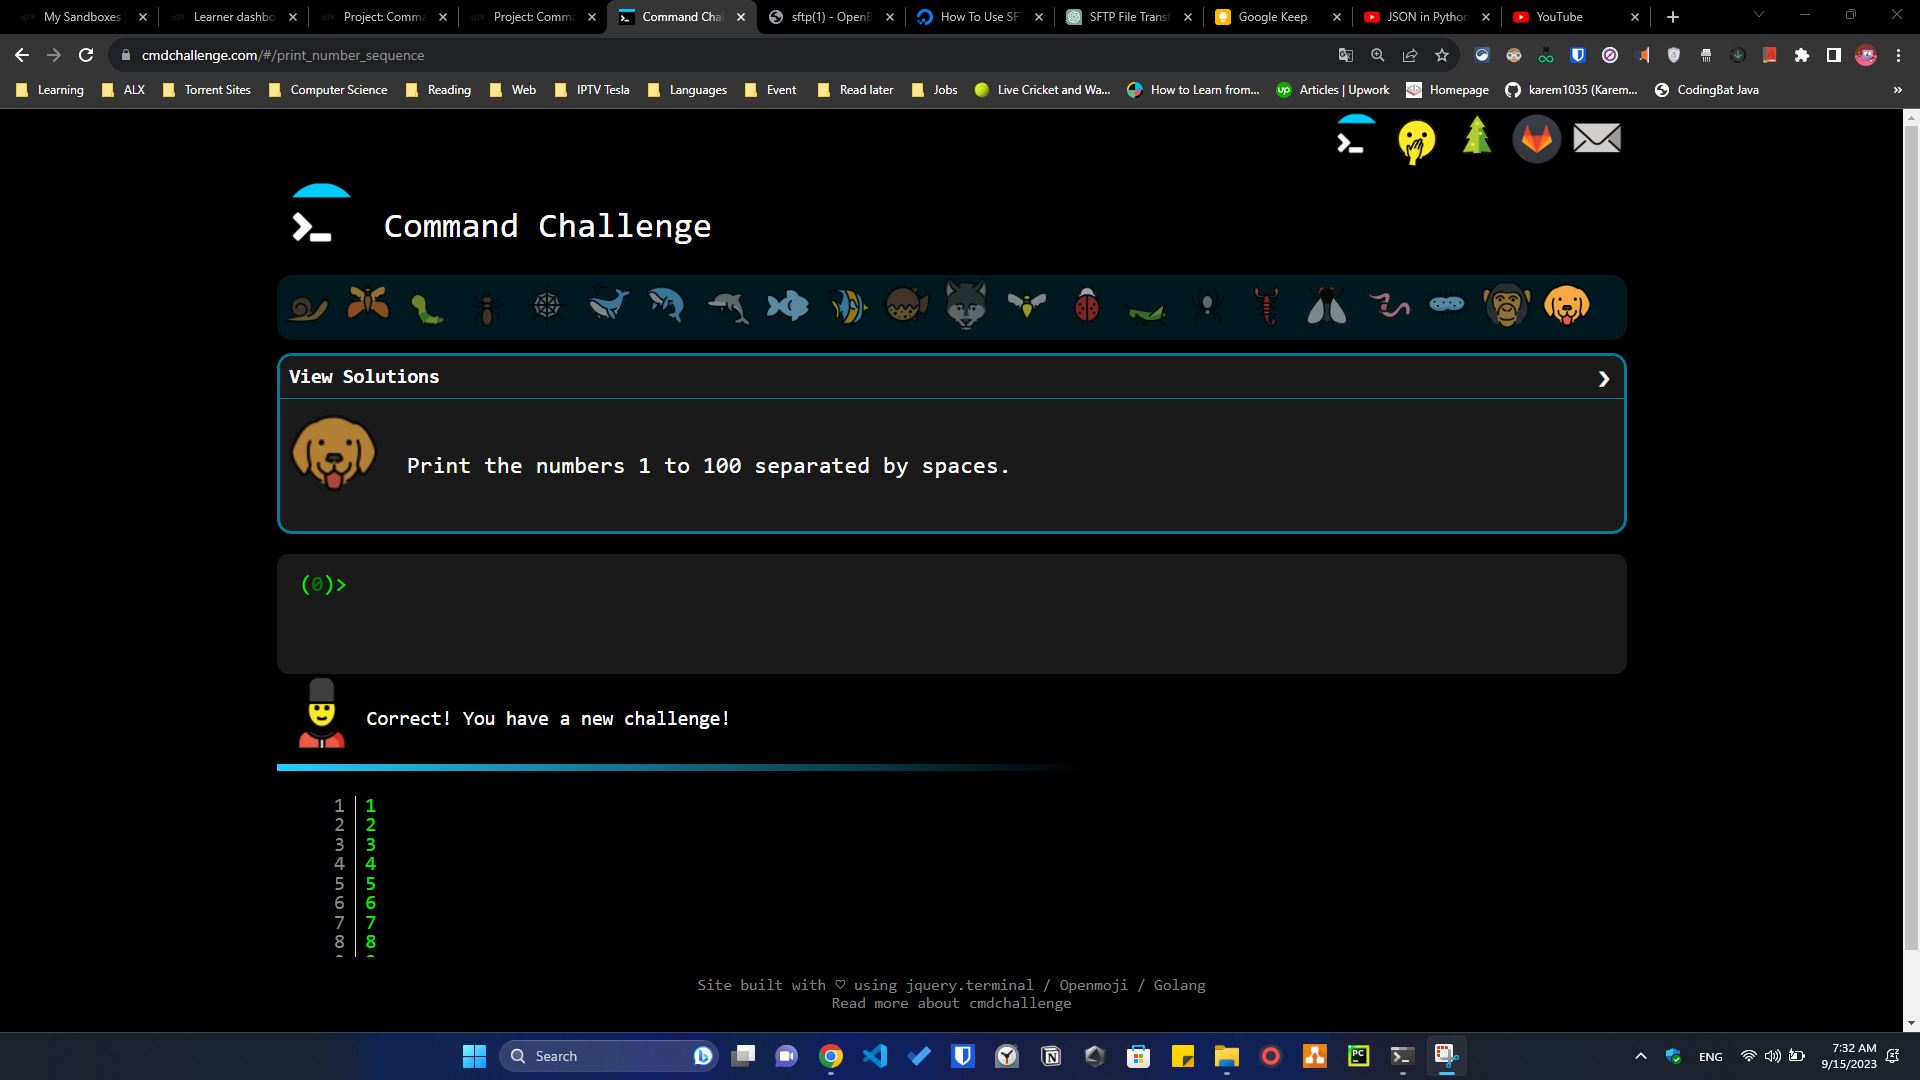 My Sandboxes
Learner dashbo
Project: Comma
Project: Comma
Command Chal
sftp(1) - OpenB
How To Use SF
SFTP File Transf
Google Keep
JSON in Python
YouTube
cmdchallenge.com/#/print_number_sequence
Learning
ALX
Torrent Sites
Computer Science
Reading
Web
IPTV Tesla
Languages
Event
Read later
Jobs
Live Cricket and Wa...
How to Learn from...
up
Articles | Upwork
Homepage
karem1035 (Karem...
CodingBat Java
»
Command Challenge
View Solutions
Print the numbers 1 to 100 separated by spaces.
(0)>
Correct! You have a new challenge!
1 1
2 2
3 3
4 4
5 5
6 6
7 7
8 8
Site built with ♡ using jquery.terminal / Openmoji / Golang
Read more about cmdchallenge
Search
PC
ENG
7:32 AM
9/15/2023